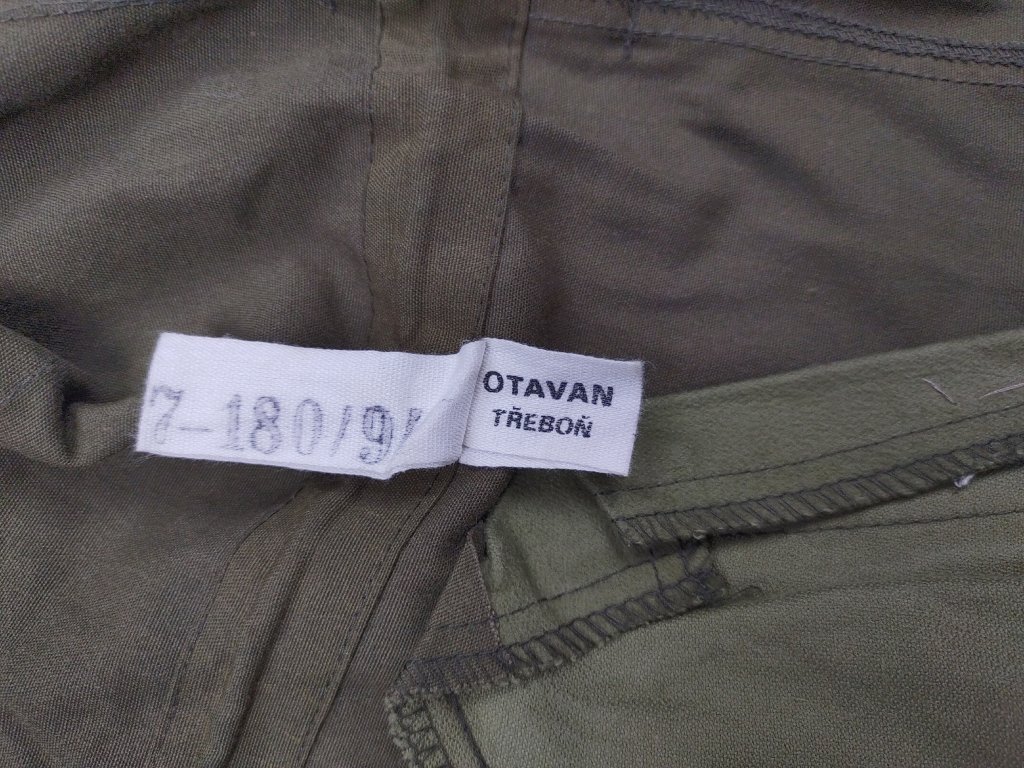 7-180/9
OTAVAN
TŘEBOŇ